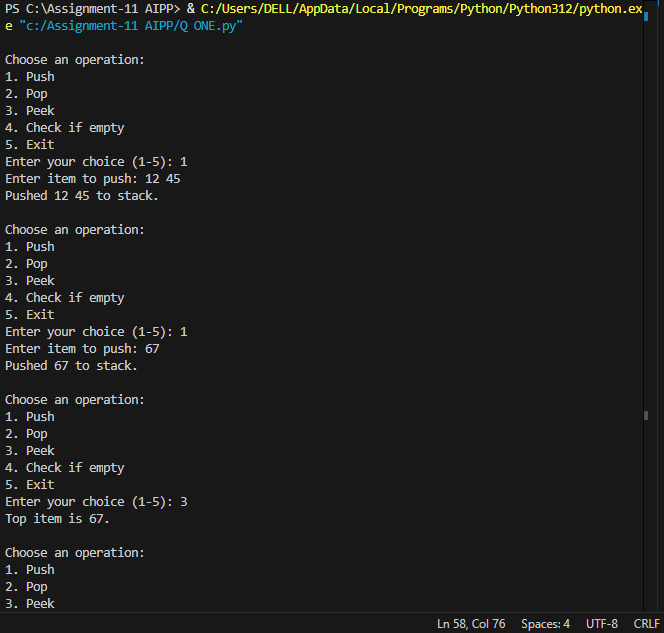 PS C:\Assignment-11 AIPP> & C:/Users/DELL/AppData/Local/Programs/Python/Python312/python.ex
e "c:/Assignment-11 AIPP/Q ONE.py"

Choose an operation:
1. Push
2. Pop
3. Peek
4. Check if empty
5. Exit
Enter your choice (1-5): 1
Enter item to push: 12 45
Pushed 12 45 to stack.

Choose an operation:
1. Push
2. Pop
3. Peek
4. Check if empty
5. Exit
Enter your choice (1-5): 1
Enter item to push: 67
Pushed 67 to stack.

Choose an operation:
1. Push
2. Pop
3. Peek
4. Check if empty
5. Exit
Enter your choice (1-5): 3
Top item is 67.

Choose an operation:
1. Push
2. Pop
3. Peek
Ln 58, Col 76 Spaces: 4 UTF-8 CRLF